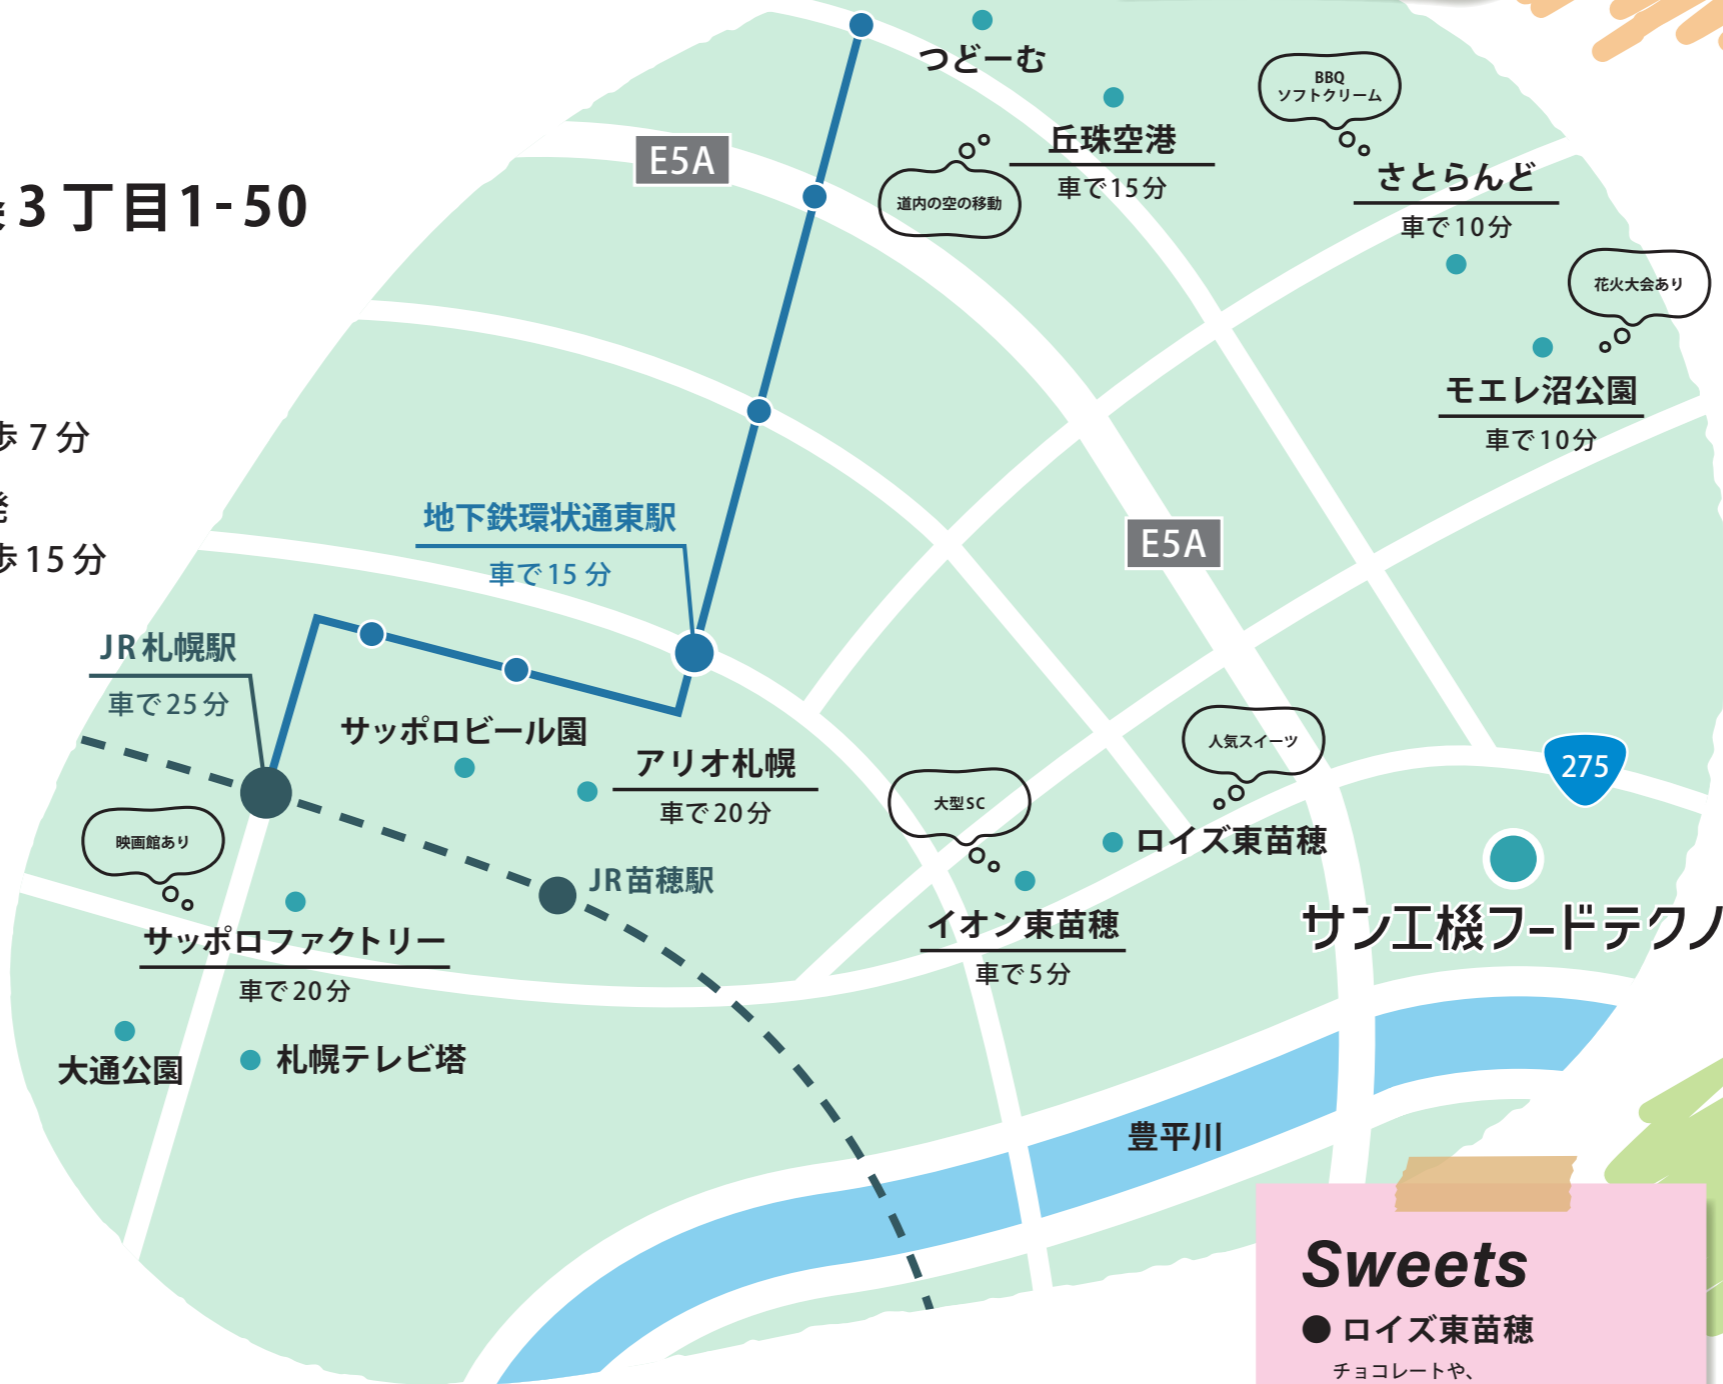 つどーむ
BBQ
ソフトクリーム
丘珠空港
車で15分
E5A
道内の空の移動
さとらんど
車で10分
3丁目1-50
花火大会あり
モエレ沼公園
車で10分
歩 7 分
発
歩 15 分
地下鉄環状通東駅
車で15 分
E5A
JR 札幌駅
車で25 分
サッポロビール園
アリオ札幌
車で20分
人気スイーツ
275
大型SC
映画館あり
ロイズ東苗穂
JR 苗穂駅
サッポロファクトリー
車で20分
イオン東苗穂
車で5分
サン工機フードテクノ
大通公園
札幌テレビ塔
豊平川
Sweets
● ロイズ東苗穂
チョコレートや、